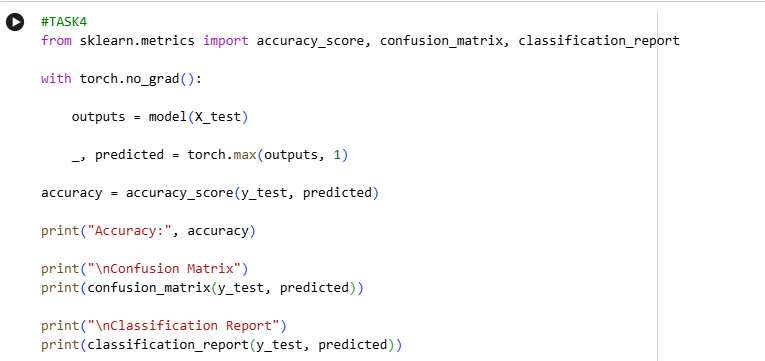 #TASK4
from sklearn.metrics import accuracy_score, confusion_matrix, classification_report
with torch.no_grad():
outputs = model(X_test)
_, predicted = torch.max(outputs, 1)
accuracy = accuracy_score(y_test, predicted)
print("Accuracy:", accuracy)
print("\nConfusion Matrix")
print(confusion_matrix(y_test, predicted))
print("\nClassification Report")
print(classification_report(y_test, predicted))